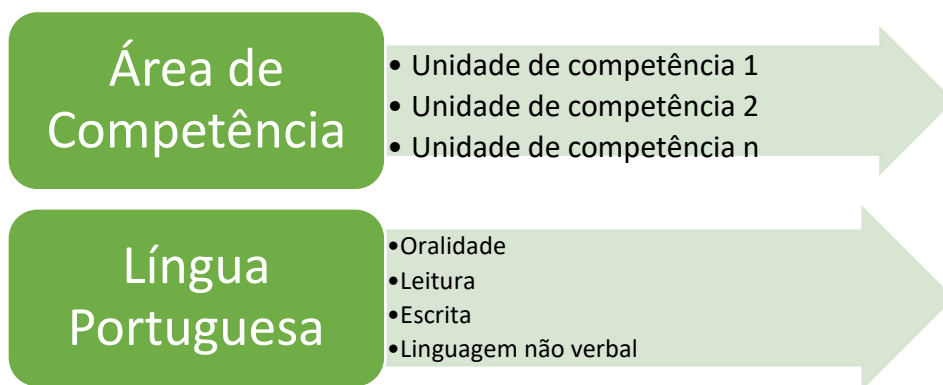 Área de
Competência
• Unidade de competência 1
• Unidade de competência 2
• Unidade de competência n
Língua
Portuguesa
•Oralidade
•Leitura
•Escrita
•Linguagem não verbal